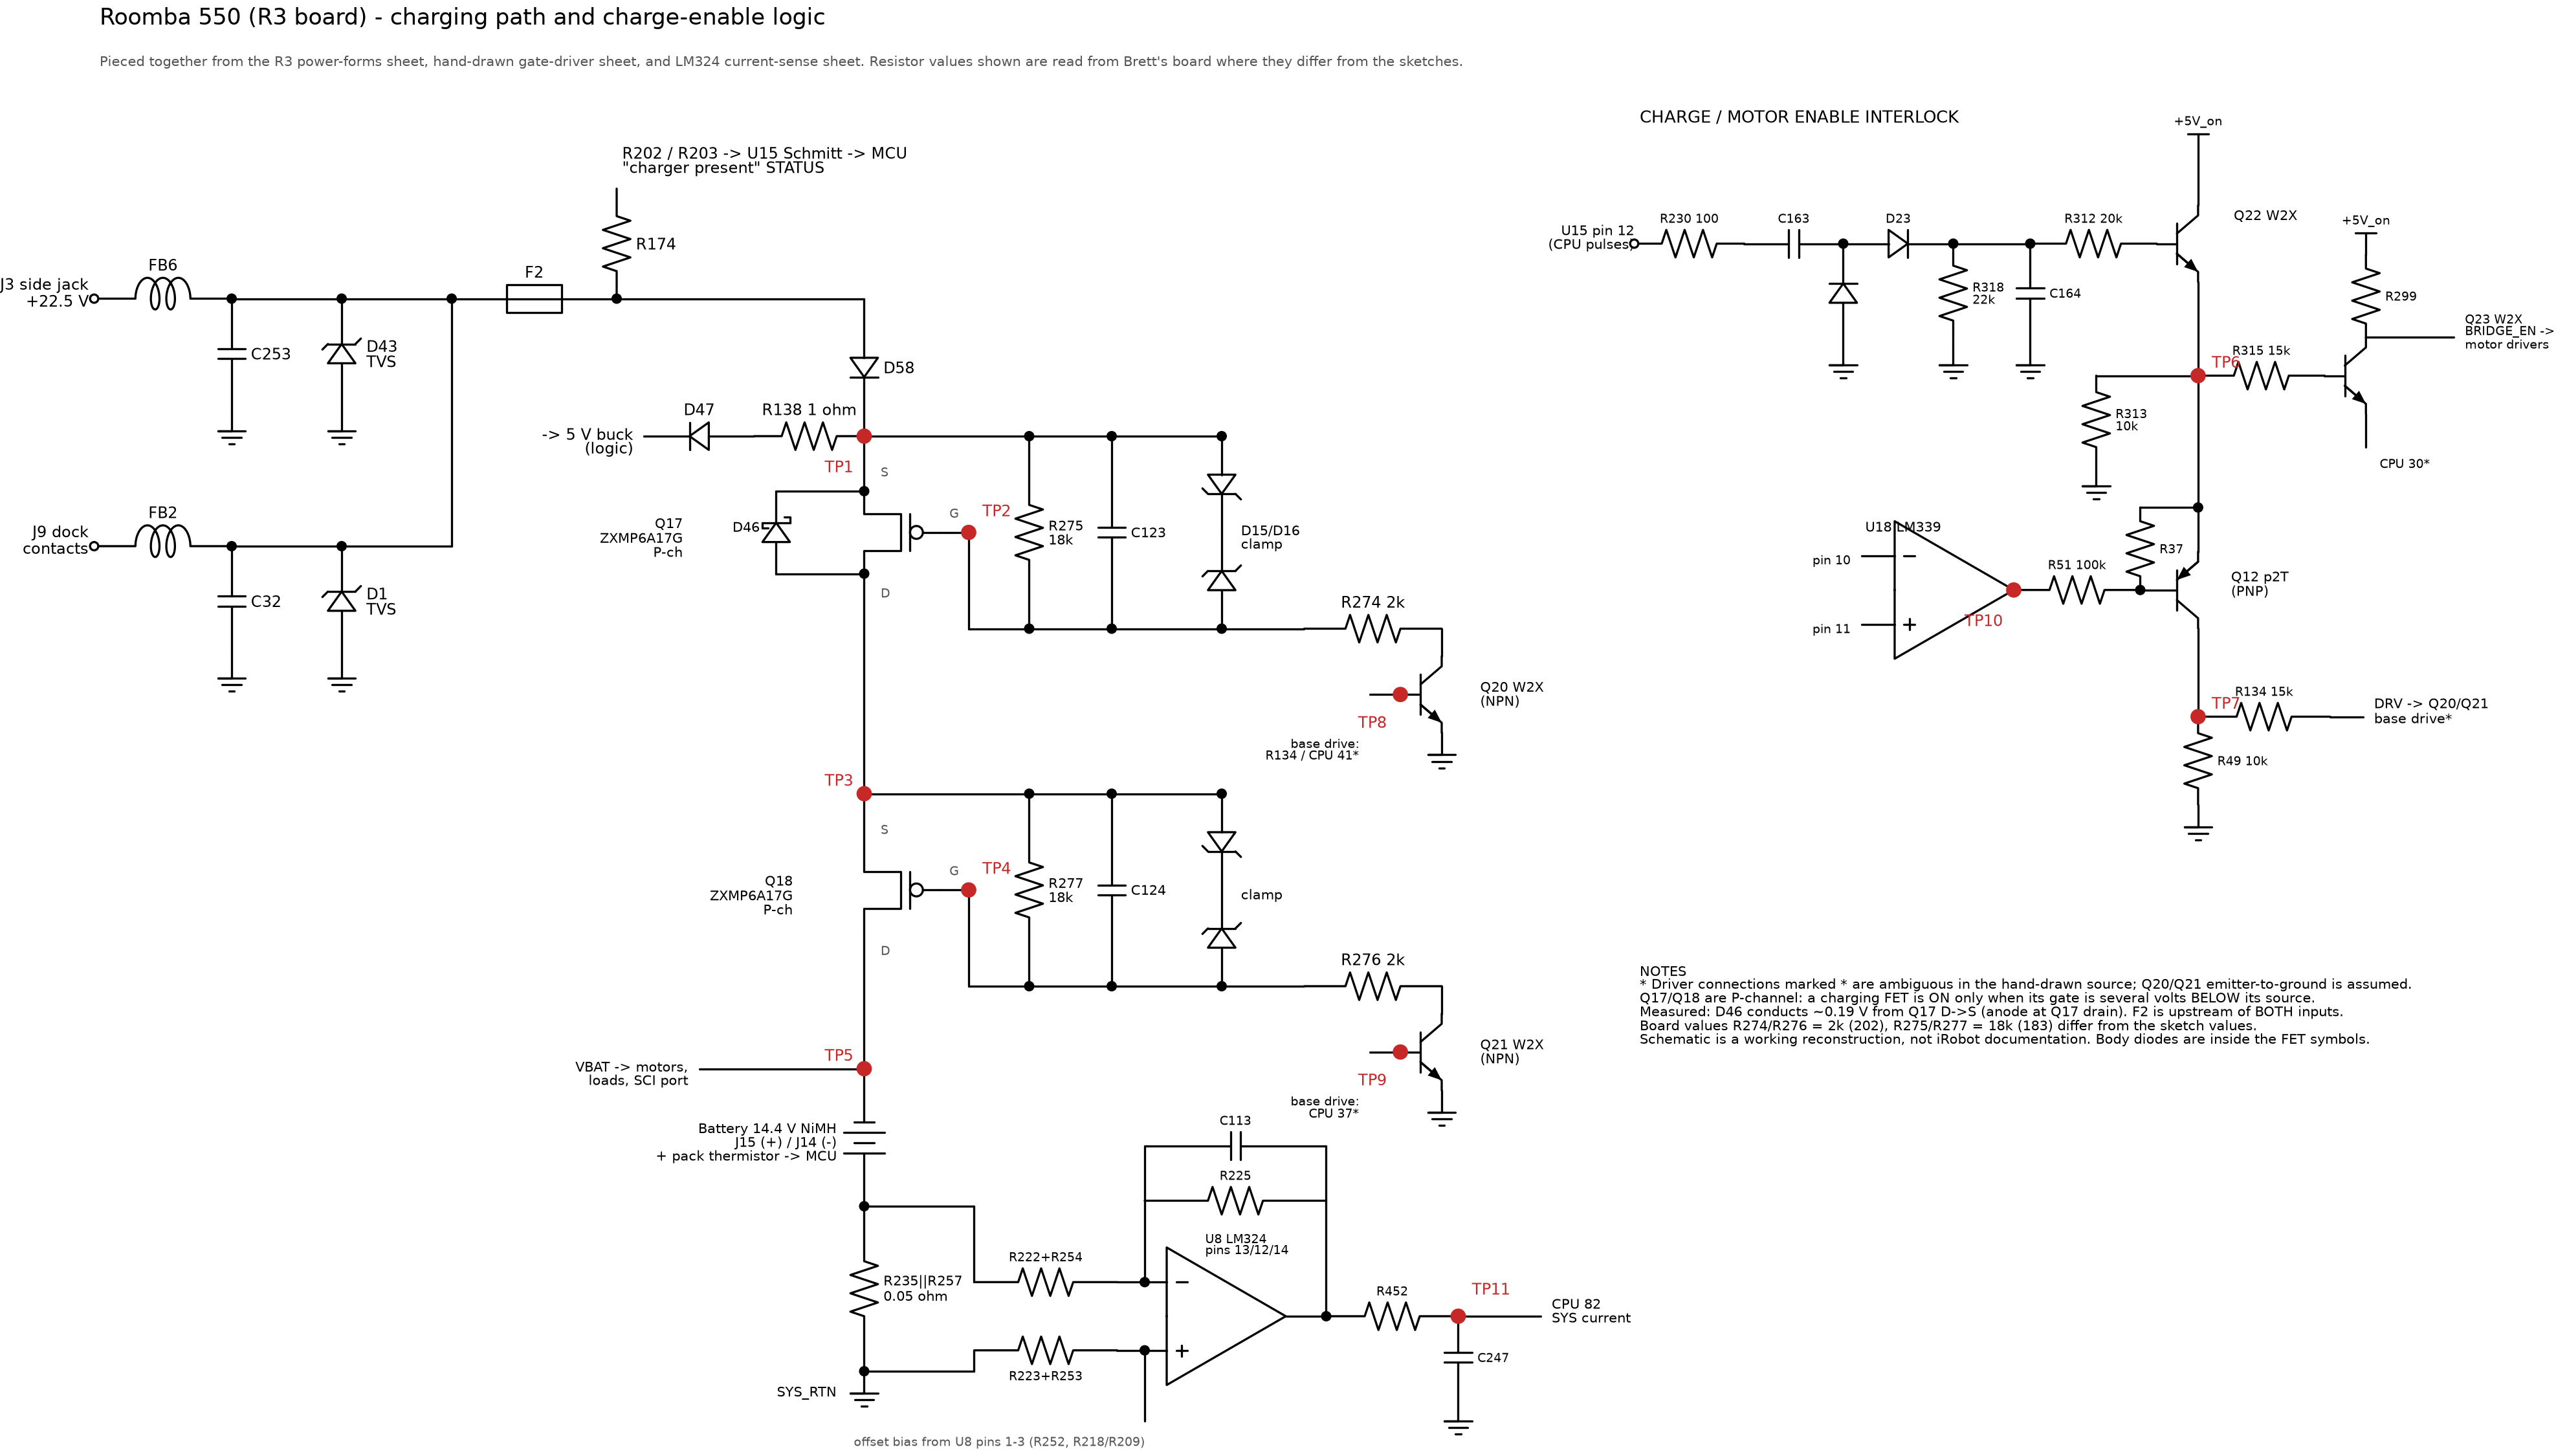 Roomba 550 (R3 board) - charging path and charge-enable logic
Pieced together from the R3 power-forms sheet, hand-drawn gate-driver sheet, and LM324 current-sense sheet. Resistor values shown are read from Brett's board where they differ from the sketches.
R202 / R203 -> U15 Schmitt -> MCU
"charger present" STATUS
R174
J3 side jack
+22.5 V
FB6
F2
C253
D43
TVS
D58
-> 5 V buck
(logic)
D47
R138 1 ohm
TP1
S
J9 dock
contacts
FB2
C32
D1
TVS
Q17
ZXMP6A17G
P-ch
D46
G
TP2
D
R275
18k
C123
D15/D16
clamp
R274 2k
Q20 W2X
(NPN)
TP8
base drive:
R134 / CPU 41*
TP3
S
Q18
ZXMP6A17G
P-ch
G
TP4
D
R277
18k
C124
clamp
R276 2k
Q21 W2X
(NPN)
TP9
base drive:
CPU 37*
TP5
VBAT -> motors,
loads, SCI port
Battery 14.4 V NiMH
J15 (+) / J14 (-)
+ pack thermistor -> MCU
R235||R257
0.05 ohm
SYS_RTN
R222+R254
R223+R253
C113
R225
U8 LM324
pins 13/12/14
−
+
R452
TP11
CPU 82
SYS current
C247
offset bias from U8 pins 1-3 (R252, R218/R209)
CHARGE / MOTOR ENABLE INTERLOCK
+5V_on
U15 pin 12
(CPU pulses)
R230 100
C163
D23
R318
22k
C164
R312 20k
Q22 W2X
+5V_on
R299
Q23 W2X
BRIDGE_EN ->
motor drivers
TP6
R315 15k
R313
10k
CPU 30*
U18 LM339
pin 10
−
pin 11
+
TP10
R51 100k
R37
Q12 p2T
(PNP)
TP7
R134 15k
DRV -> Q20/Q21
base drive*
R49 10k
NOTES
* Driver connections marked * are ambiguous in the hand-drawn source; Q20/Q21 emitter-to-ground is assumed.
Q17/Q18 are P-channel: a charging FET is ON only when its gate is several volts BELOW its source.
Measured: D46 conducts ~0.19 V from Q17 D->S (anode at Q17 drain). F2 is upstream of BOTH inputs.
Board values R274/R276 = 2k (202), R275/R277 = 18k (183) differ from the sketch values.
Schematic is a working reconstruction, not iRobot documentation. Body diodes are inside the FET symbols.